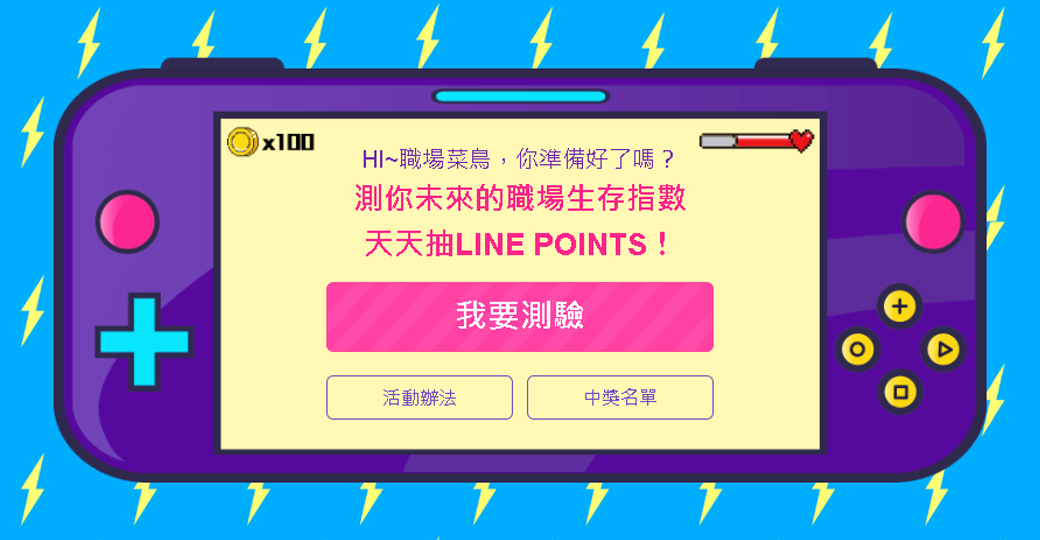 x100
HI~職場菜鳥，你準備好了嗎？
測你未來的職場生存指數
天天抽LINE POINTS！
我要測驗
活動辦法
中獎名單